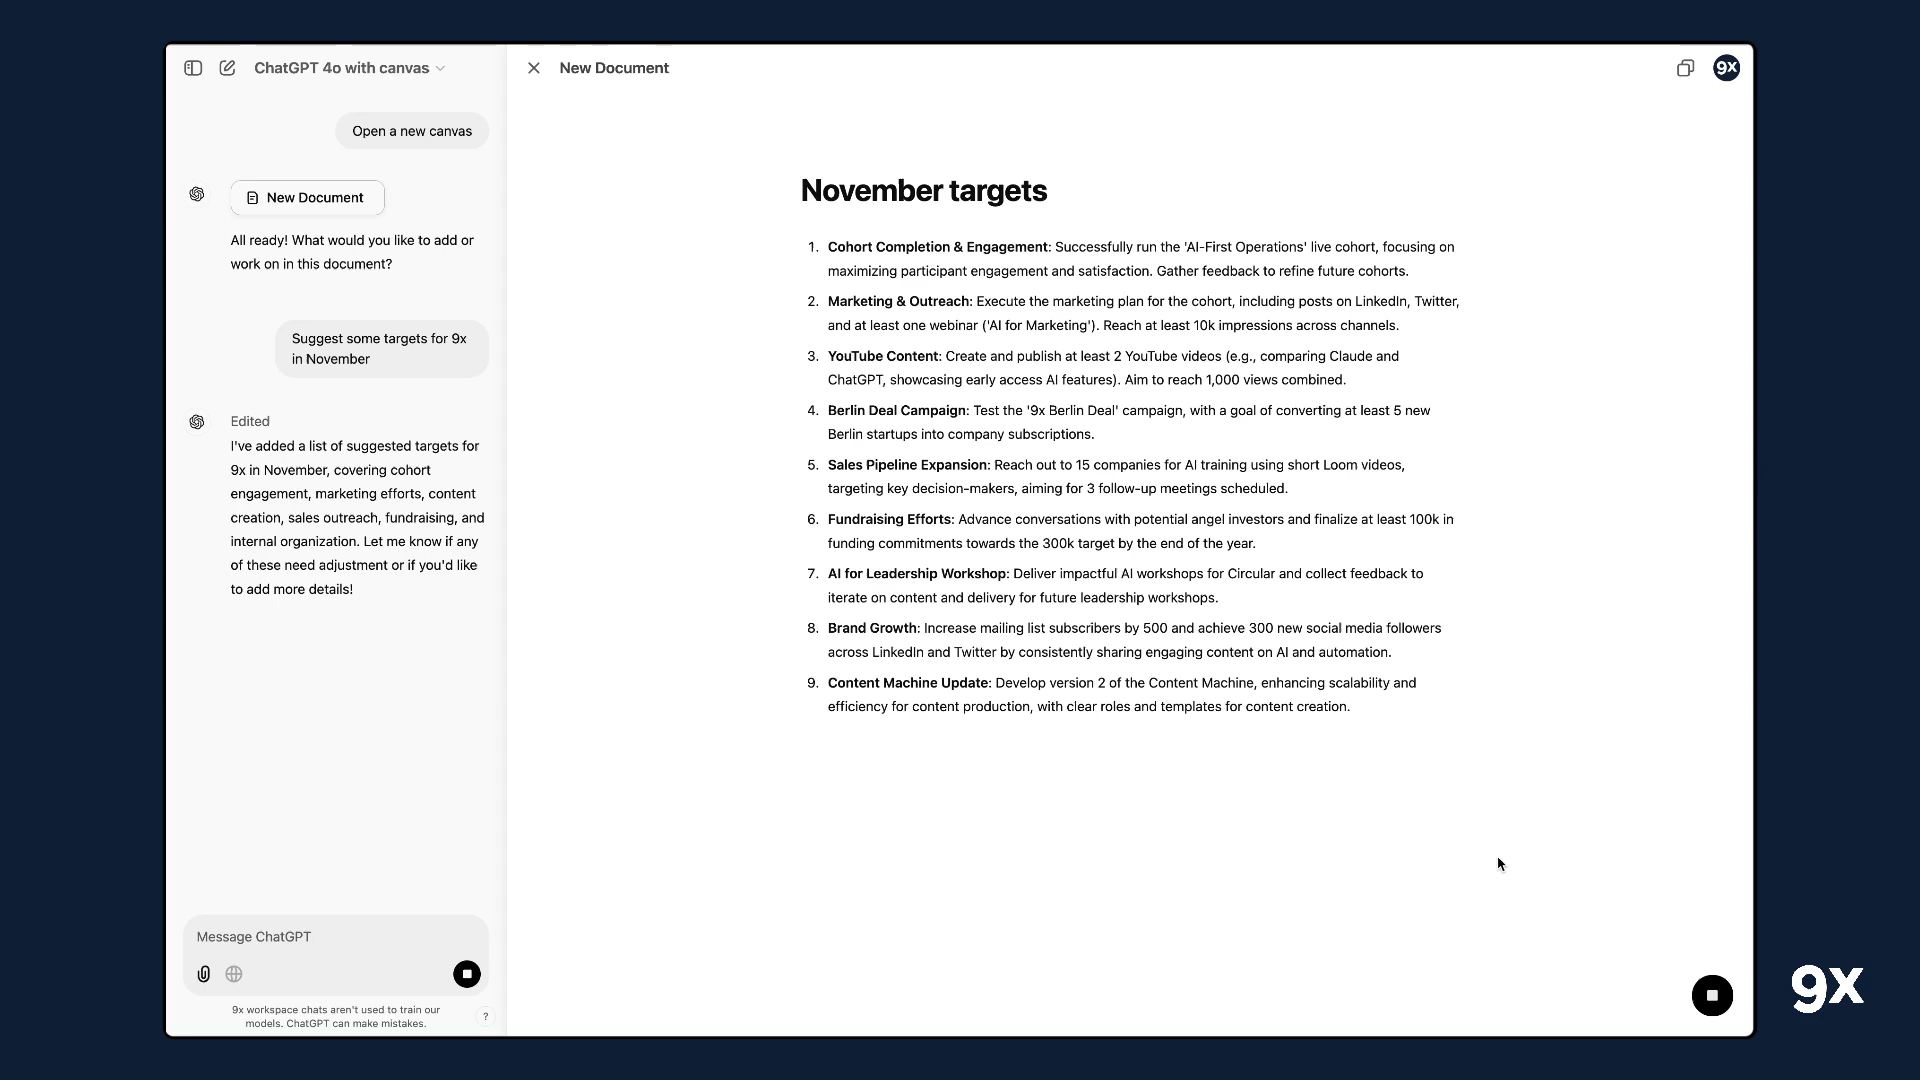 ChatGPT 4o with canvas
Open a new canvas
New Document
All ready! What would you like to add or
work on in this document?
Suggest some targets for 9x
in November
Edited
I've added a list of suggested targets for
9x in November, covering cohort
engagement, marketing efforts, content
creation, sales outreach, fundraising, and
internal organization. Let me know if any
of these need adjustment or if you'd like
to add more details!
Message ChatGPT
9x workspace chats aren't used to train our
models. ChatGPT can make mistakes.
?
New Document
9x
November targets
1. Cohort Completion & Engagement: Successfully run the 'AI-First Operations' live cohort, focusing on
maximizing participant engagement and satisfaction. Gather feedback to refine future cohorts.
2. Marketing & Outreach: Execute the marketing plan for the cohort, including posts on LinkedIn, Twitter,
and at least one webinar ('AI for Marketing'). Reach at least 10k impressions across channels.
3. YouTube Content: Create and publish at least 2 YouTube videos (e.g., comparing Claude and
ChatGPT, showcasing early access AI features). Aim to reach 1,000 views combined.
4. Berlin Deal Campaign: Test the '9x Berlin Deal' campaign, with a goal of converting at least 5 new
Berlin startups into company subscriptions.
5. Sales Pipeline Expansion: Reach out to 15 companies for AI training using short Loom videos,
targeting key decision-makers, aiming for 3 follow-up meetings scheduled.
6. Fundraising Efforts: Advance conversations with potential angel investors and finalize at least 100k in
funding commitments towards the 300k target by the end of the year.
7. AI for Leadership Workshop: Deliver impactful AI workshops for Circular and collect feedback to
iterate on content and delivery for future leadership workshops.
8. Brand Growth: Increase mailing list subscribers by 500 and achieve 300 new social media followers
across LinkedIn and Twitter by consistently sharing engaging content on AI and automation.
9. Content Machine Update: Develop version 2 of the Content Machine, enhancing scalability and
efficiency for content production, with clear roles and templates for content creation.
9x